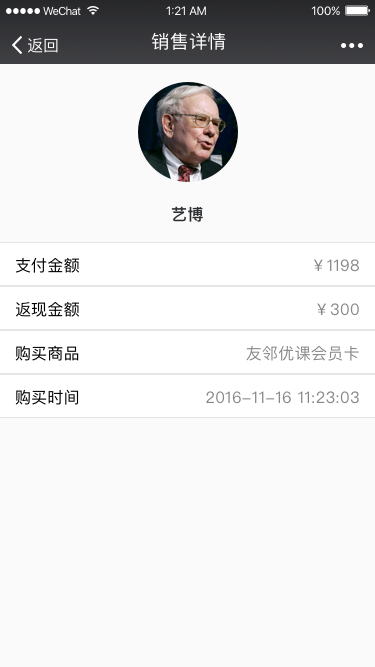 WeChat 1:21 AM 100%
返回 销售详情
艺博
支付金额 ￥1198
返现金额 ￥300
购买商品 友邻优课会员卡
购买时间 2016-11-16 11:23:03